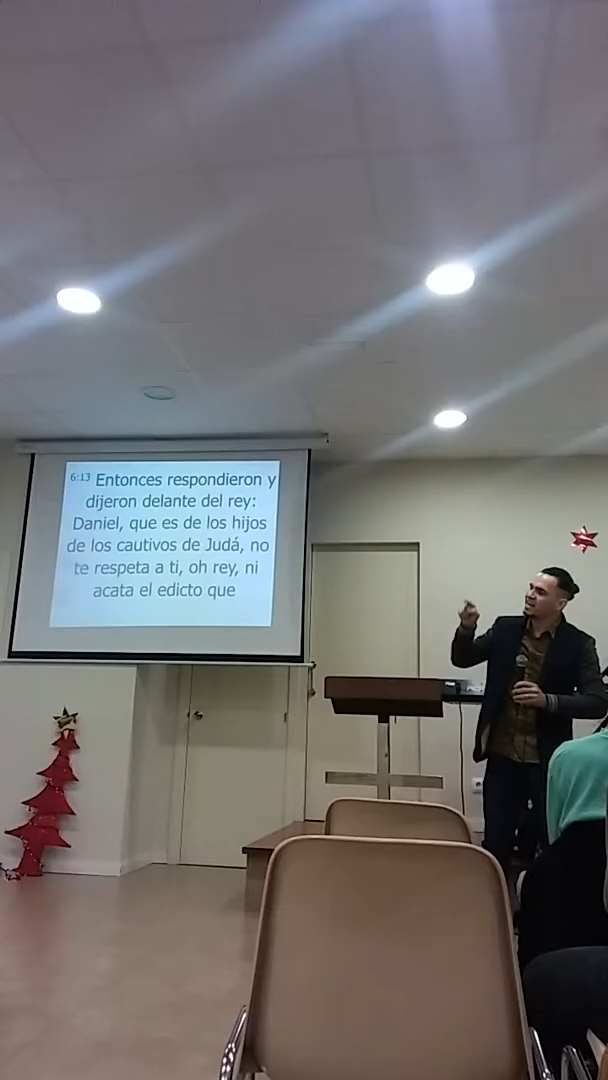 6:13 Entonces respondieron y
dijeron delante del rey:
Daniel, que es de los hijos
de los cautivos de Judá, no
te respeta a ti, oh rey, ni
acata el edicto que